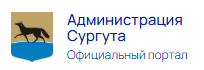 Администрация
Сургута
Официальный портал